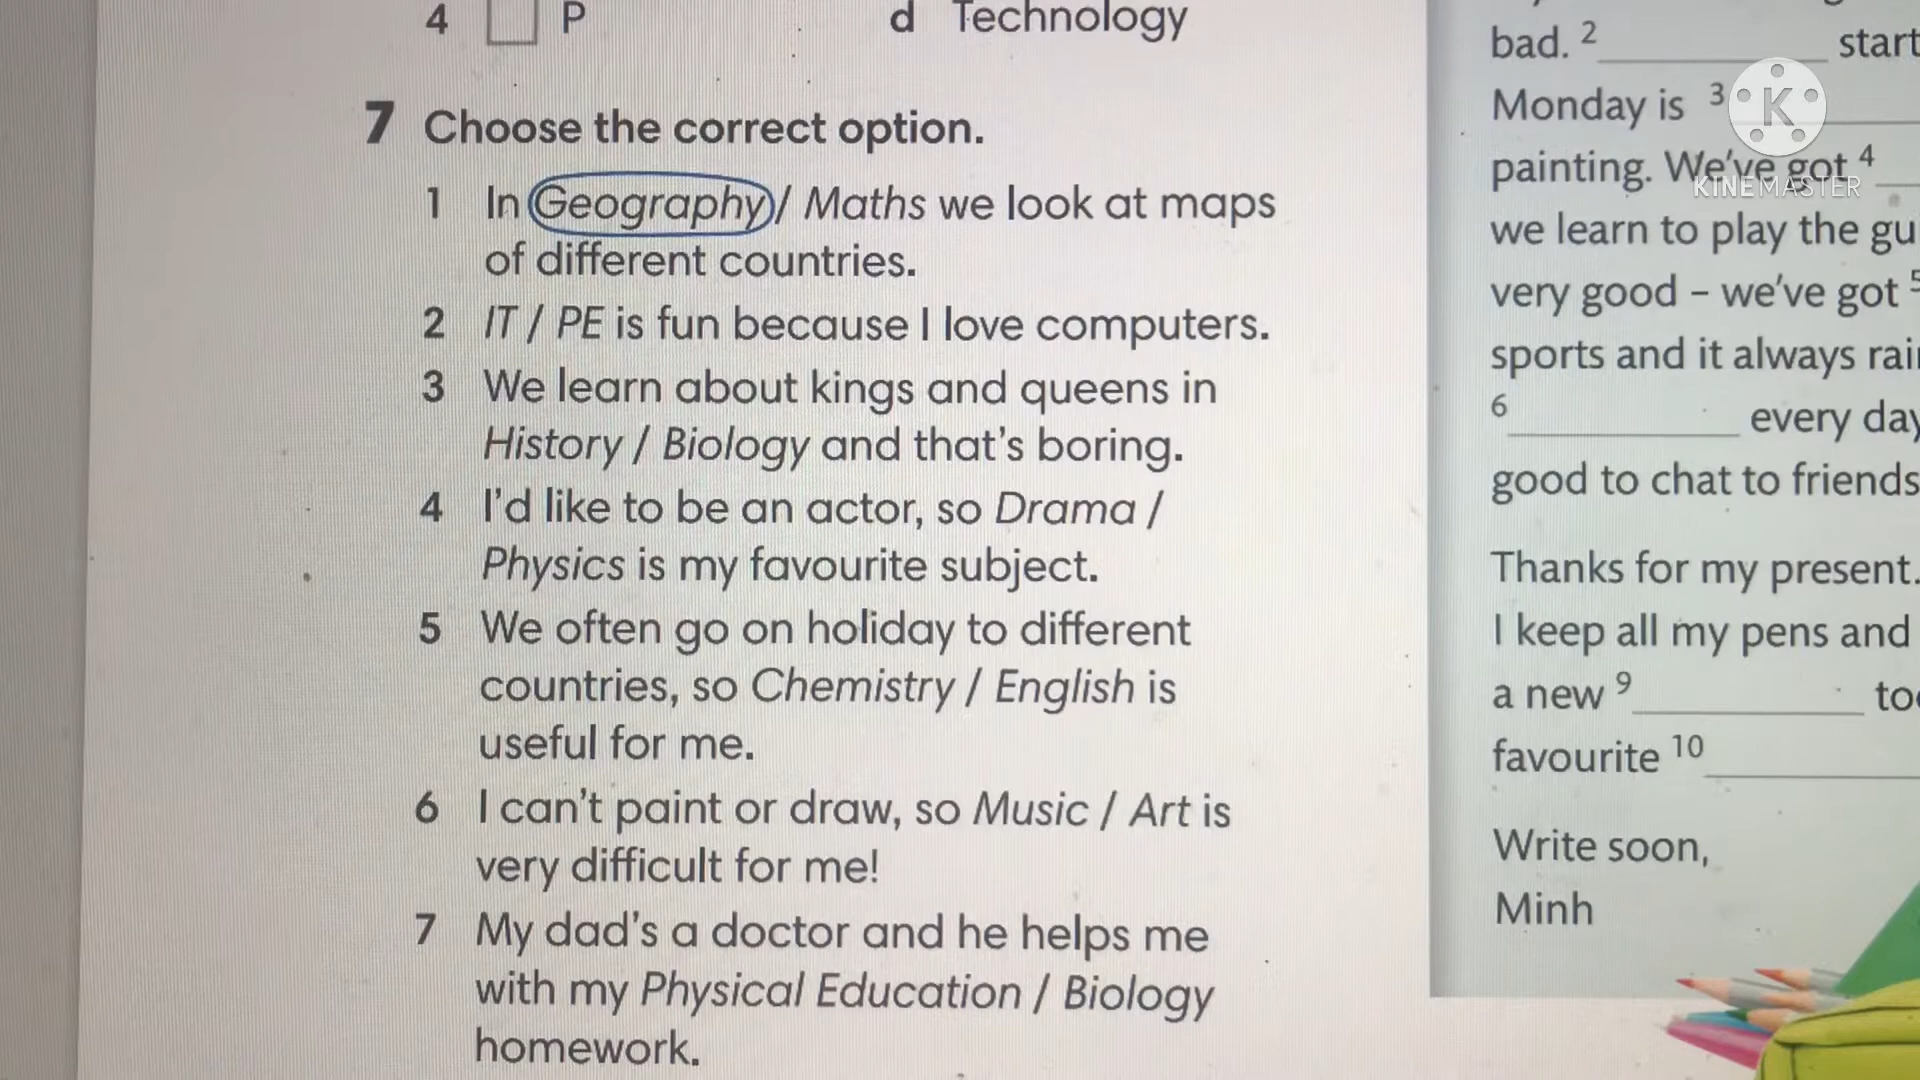 4 P d Technology
7 Choose the correct option.
1 In Geography / Maths we look at maps
of different countries.
2 IT / PE is fun because I love computers.
3 We learn about kings and queens in
History / Biology and that's boring.
4 I'd like to be an actor, so Drama /
Physics is my favourite subject.
5 We often go on holiday to different
countries, so Chemistry / English is
useful for me.
6 I can't paint or draw, so Music / Art is
very difficult for me!
7 My dad's a doctor and he helps me
with my Physical Education / Biology
homework.
bad. 2 start
Monday is 3
painting. We've got 4
we learn to play the gu
very good – we've got 5
sports and it always rai
6 every day
good to chat to friends
Thanks for my present.
I keep all my pens and
a new 9 too
favourite 10
Write soon,
Minh
K
KINEMASTER